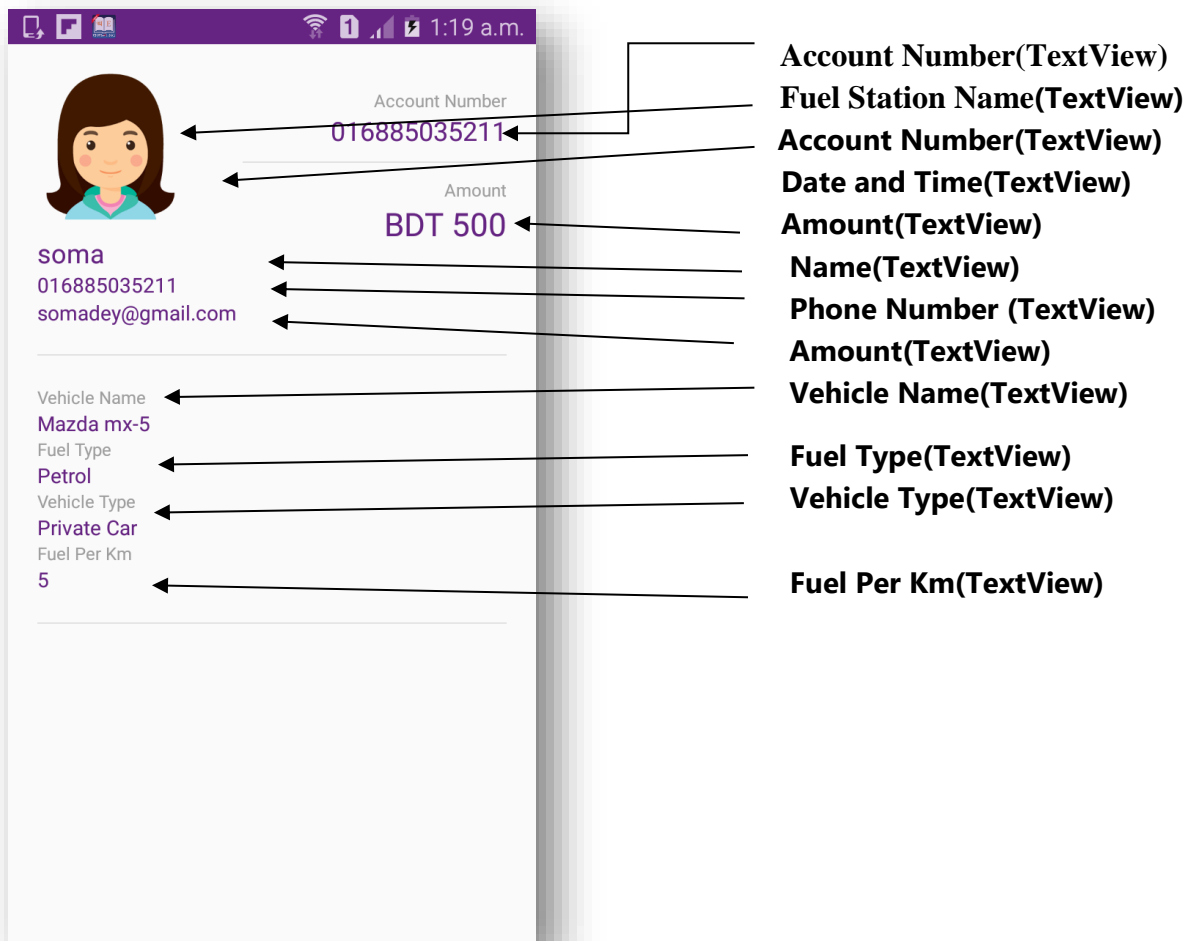 1 1:19 a.m.
Account Number
016885035211
Amount
BDT 500
soma
016885035211
somadey@gmail.com
Vehicle Name
Mazda mx-5
Fuel Type
Petrol
Vehicle Type
Private Car
Fuel Per Km
5
Account Number(TextView)
Fuel Station Name(TextView)
Account Number(TextView)
Date and Time(TextView)
Amount(TextView)
Name(TextView)
Phone Number (TextView)
Amount(TextView)
Vehicle Name(TextView)
Fuel Type(TextView)
Vehicle Type(TextView)
Fuel Per Km(TextView)